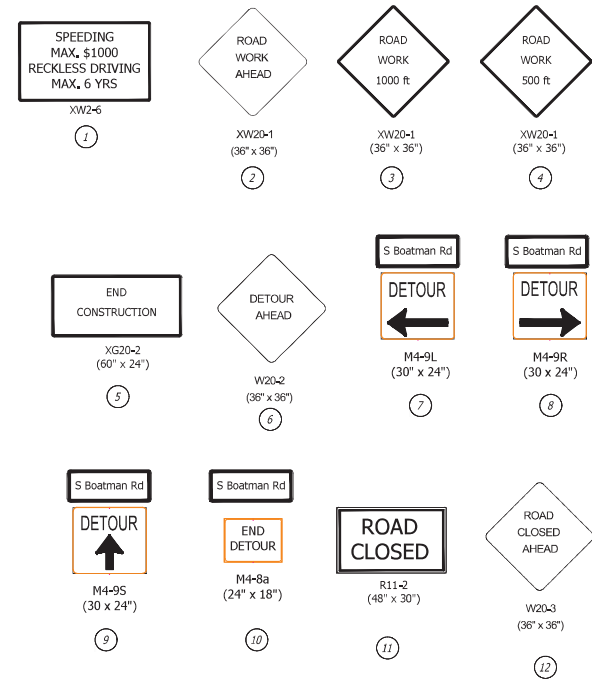 SPEEDING
MAX. $1000
RECKLESS DRIVING
MAX. 6 YRS
XW2-6
1
ROAD
WORK
AHEAD
XW20-1
(36" x 36")
2
ROAD
WORK
1000 ft
XW20-1
(36" x 36")
3
ROAD
WORK
500 ft
XW20-1
(36" x 36")
4
END
CONSTRUCTION
XG20-2
(60" x 24")
5
DETOUR
AHEAD
W20-2
(36" x 36")
6
S Boatman Rd
DETOUR
M4-9L
(30" x 24")
7
S Boatman Rd
DETOUR
M4-9R
(30 x 24")
8
S Boatman Rd
DETOUR
M4-9S
(30 x 24")
9
S Boatman Rd
END
DETOUR
M4-8a
(24" x 18")
10
ROAD
CLOSED
R11-2
(48" x 30")
11
ROAD
CLOSED
AHEAD
W20-3
(36" x 36")
12